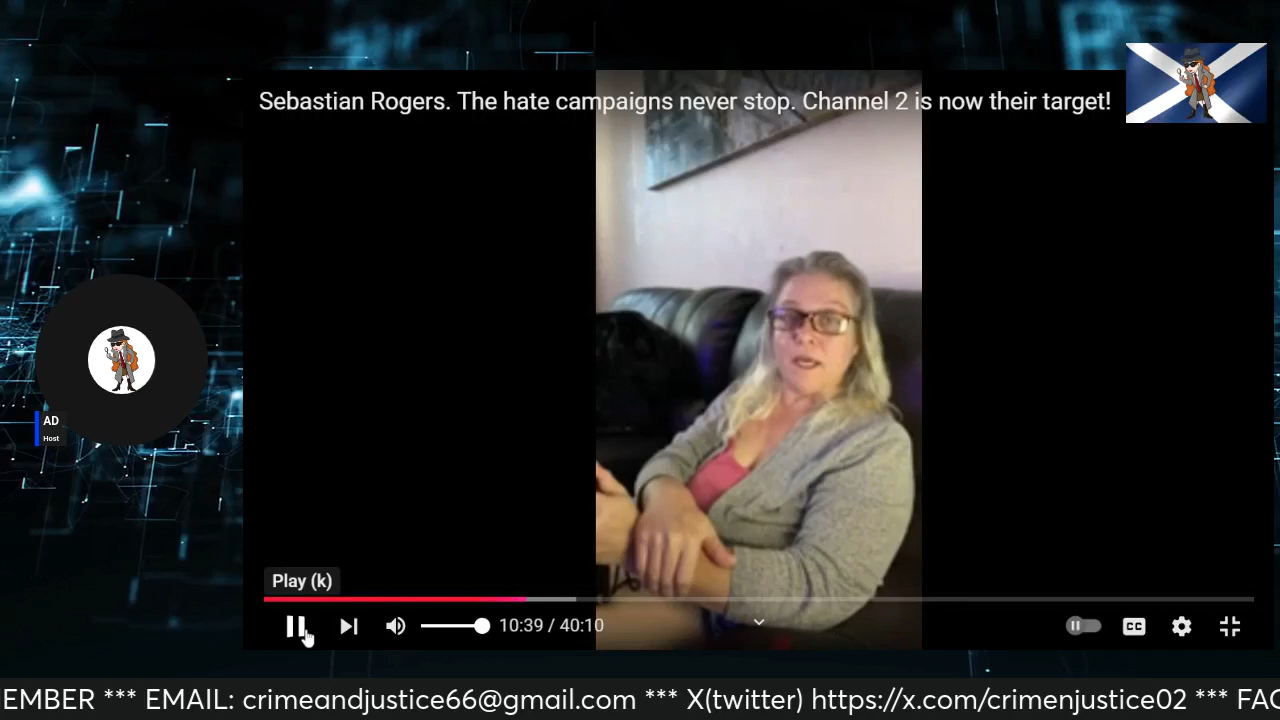 Sebastian Rogers. The hate campaigns never stop. Channel 2 is now their target!
AD
Host
Play (k)
10:39 / 40:10
CC
EMBER *** EMAIL: crimeandjustice66@gmail.com *** X(twitter) https://x.com/crimenjustice02 *** FAC